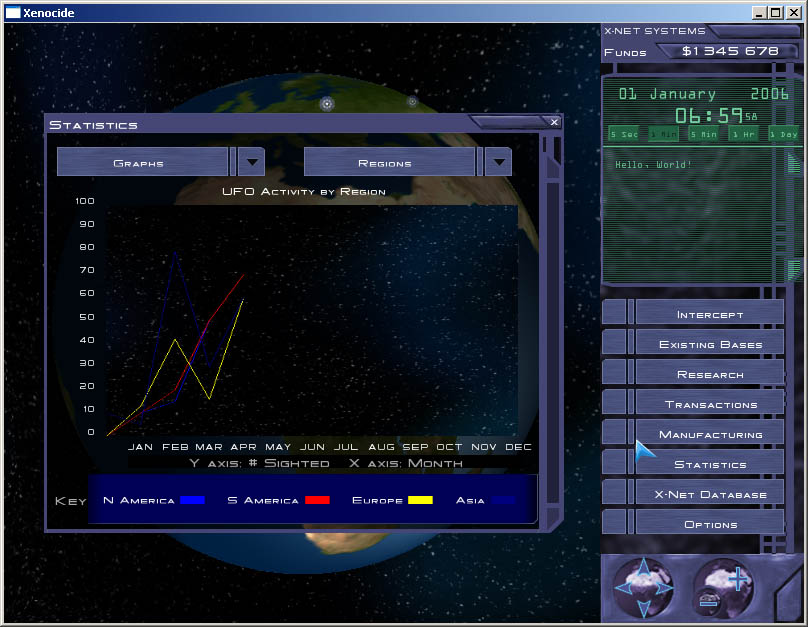 Xenocide
X-Net Systems
Funds $1345678
01 January 2006
06:59 58
5 Sec 1 Min 5 Min 1 Hr 1 Day
Hello, World!
Statistics
Graphs Regions
UFO Activity by Region
100
90
80
70
60
50
40
30
20
10
0
JAN FEB MAR APR MAY JUN JUL AUG SEP OCT NOV DEC
Y axis: # Sighted X axis: Month
Key N America S America Europe Asia
Intercept
Existing Bases
Research
Transactions
Manufacturing
Statistics
X-Net Database
Options